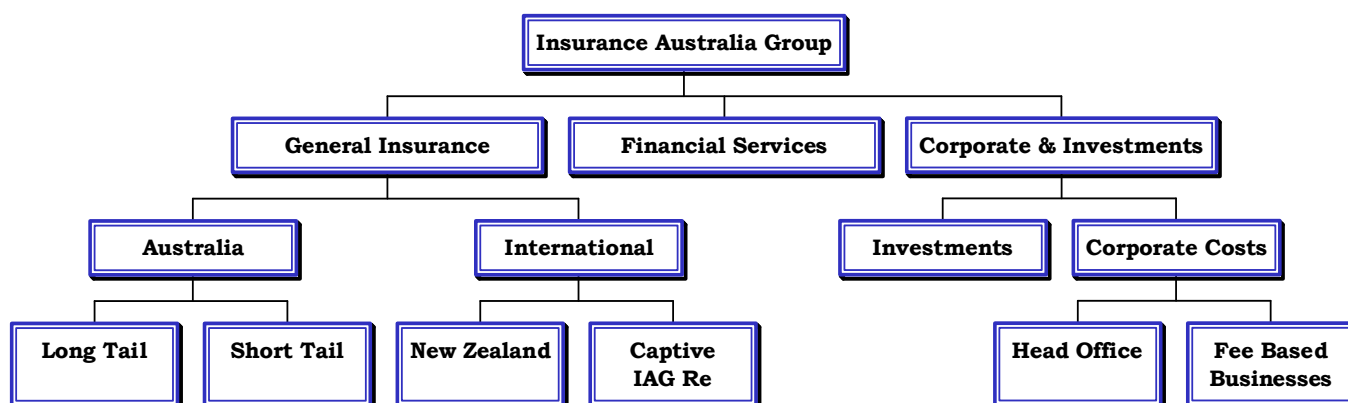 Insurance Australia Group
General Insurance
Financial Services
Corporate & Investments
Australia
International
Investments
Corporate Costs
Long Tail
Short Tail
New Zealand
Captive
IAG Re
Head Office
Fee Based
Businesses